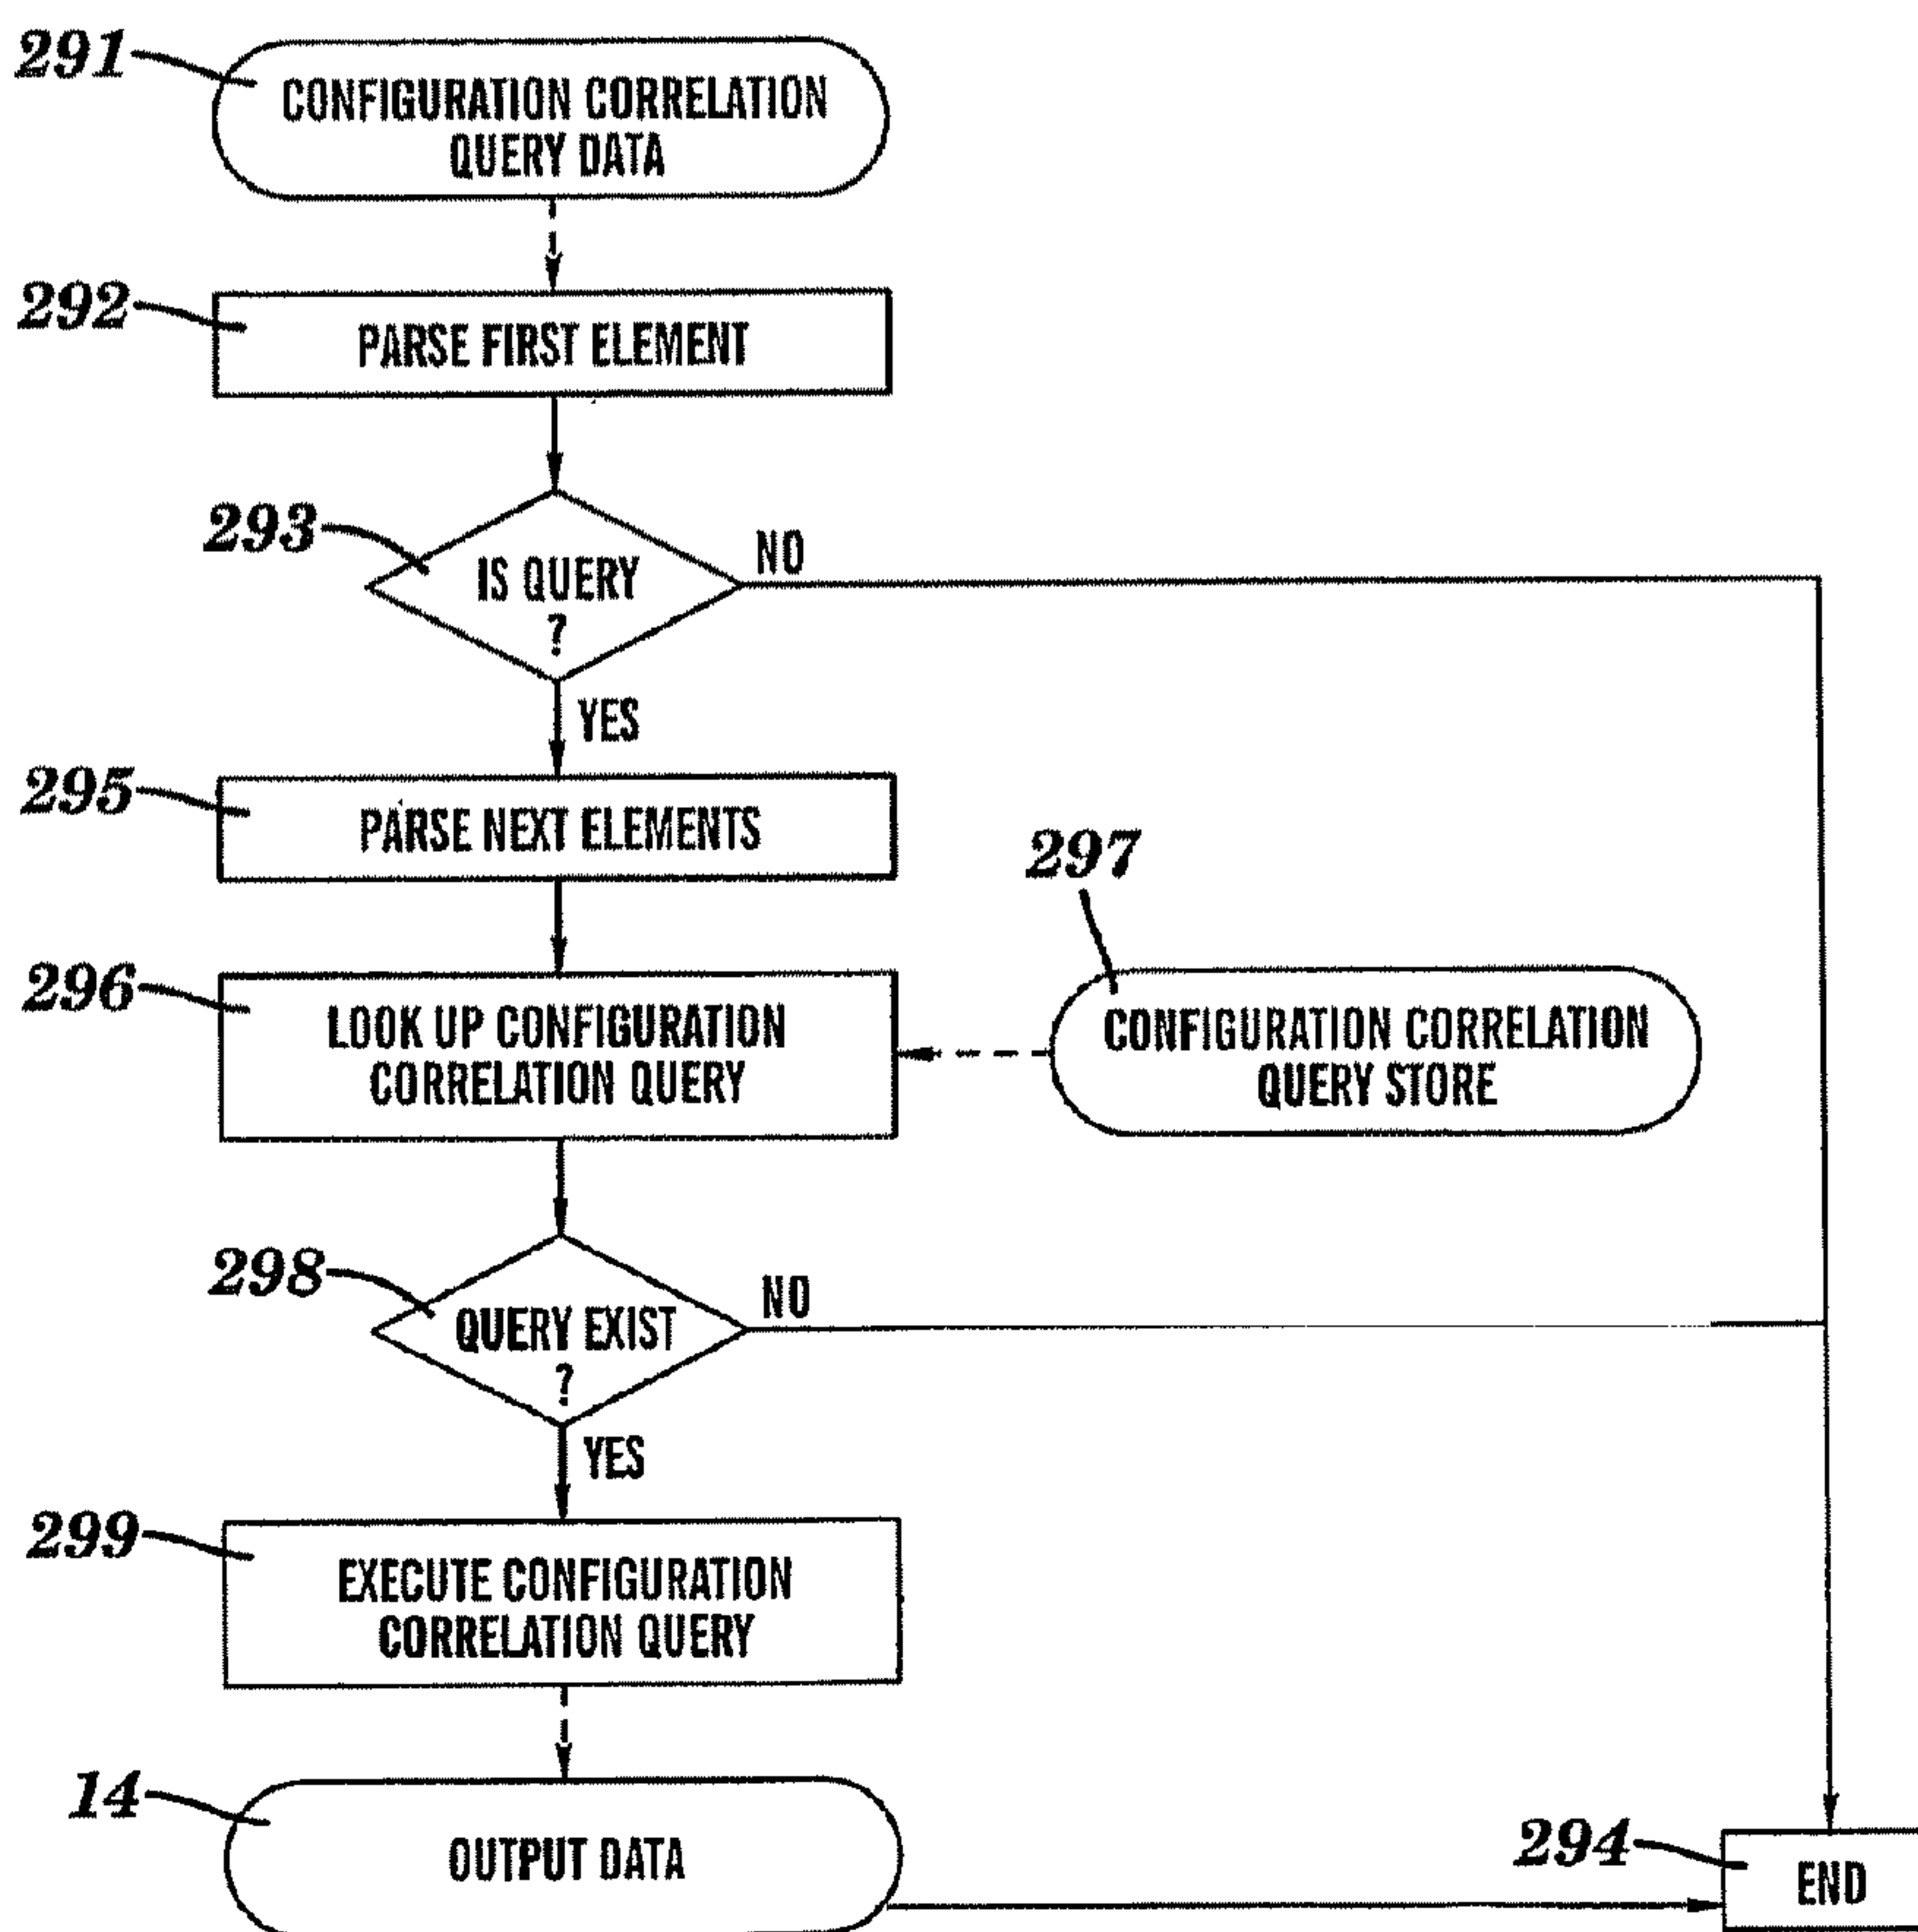 291
CONFIGURATION CORRELATION
QUERY DATA
292
PARSE FIRST ELEMENT
293
IS QUERY
?
NO
YES
295
PARSE NEXT ELEMENTS
296
LOOK UP CONFIGURATION
CORRELATION QUERY
297
CONFIGURATION CORRELATION
QUERY STORE
298
QUERY EXIST
?
NO
YES
299
EXECUTE CONFIGURATION
CORRELATION QUERY
14
OUTPUT DATA
294
END